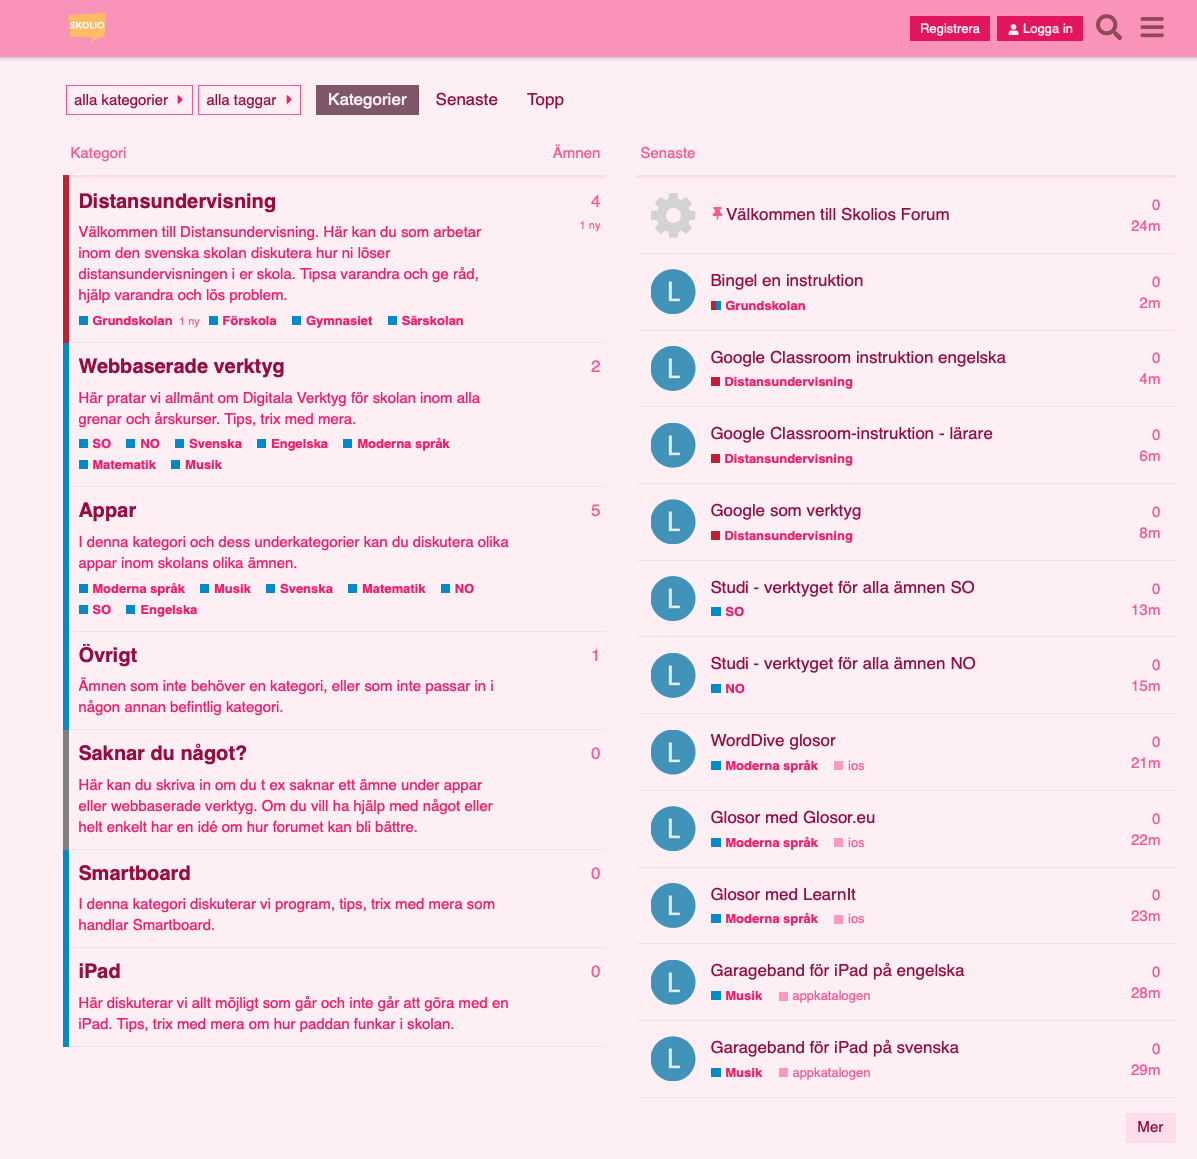 SKOLIO
Registrera
Logga in
alla kategorier
alla taggar
Kategorier
Senaste
Topp
Kategori
Ämnen
Distansundervisning
4
Välkommen till Distansundervisning. Här kan du som arbetar
1 ny
inom den svenska skolan diskutera hur ni löser
distansundervisningen i er skola. Tipsa varandra och ge råd,
hjälp varandra och lös problem.
Grundskolan 1 ny Förskola Gymnasiet Särskolan
Webbaserade verktyg
2
Här pratar vi allmänt om Digitala Verktyg för skolan inom alla
grenar och årskurser. Tips, trix med mera.
SO NO Svenska Engelska Moderna språk
Matematik Musik
Appar
5
I denna kategori och dess underkategorier kan du diskutera olika
appar inom skolans olika ämnen.
Moderna språk Musik Svenska Matematik NO
SO Engelska
Övrigt
1
Ämnen som inte behöver en kategori, eller som inte passar in i
någon annan befintlig kategori.
Saknar du något?
0
Här kan du skriva in om du t ex saknar ett ämne under appar
eller webbaserade verktyg. Om du vill ha hjälp med något eller
helt enkelt har en idé om hur forumet kan bli bättre.
Smartboard
0
I denna kategori diskuterar vi program, tips, trix med mera som
handlar Smartboard.
iPad
0
Här diskuterar vi allt möjligt som går och inte går att göra med en
iPad. Tips, trix med mera om hur paddan funkar i skolan.
Senaste
Välkommen till Skolios Forum
0
24m
L
Bingel en instruktion
0
Grundskolan
2m
L
Google Classroom instruktion engelska
0
Distansundervisning
4m
L
Google Classroom-instruktion - lärare
0
Distansundervisning
6m
L
Google som verktyg
0
Distansundervisning
8m
L
Studi - verktyget för alla ämnen SO
0
SO
13m
L
Studi - verktyget för alla ämnen NO
0
NO
15m
L
WordDive glosor
0
Moderna språk ios
21m
L
Glosor med Glosor.eu
0
Moderna språk ios
22m
L
Glosor med LearnIt
0
Moderna språk ios
23m
L
Garageband för iPad på engelska
0
Musik appkatalogen
28m
L
Garageband för iPad på svenska
0
Musik appkatalogen
29m
Mer